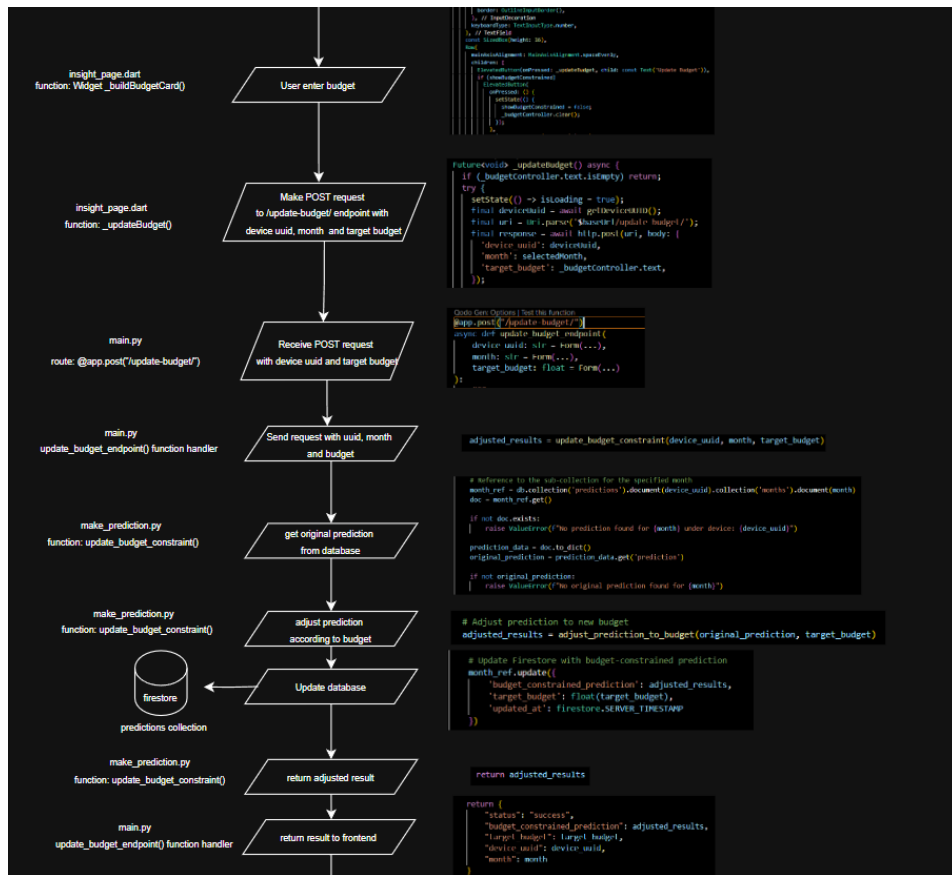 border: OutlineInputBorder(),
), // InputDecoration
keyboardType: TextInputType.number,
), // TextField
const SizedBox(height: 16),
Row(
mainAxisAlignment: MainAxisAlignment.spaceEvenly,
children: [
ElevatedButton(onPressed: _updateBudget, child: const Text('Update Budget')),
if (showBudgetConstrained)
ElevatedButton(
onPressed: () {
setState(() {
showBudgetConstrained = false;
_budgetController.clear();
});
},
insight_page.dart
function: Widget _buildBudgetCard()
User enter budget
insight_page.dart
function: _updateBudget()
Make POST request
to /update-budget/ endpoint with
device uuid, month and target budget
Future<void> _updateBudget() async {
if (_budgetController.text.isEmpty) return;
try {
setState(() => isLoading = true);
final deviceUuid = await getDeviceUUID();
final uri = Uri.parse('$baseUrl/update-budget/');
final response = await http.post(uri, body: {
'device_uuid': deviceUuid,
'month': selectedMonth,
'target_budget': _budgetController.text,
});
main.py
route: @app.post("/update-budget/")
Receive POST request
with device uuid and target budget
Qodo Gen: Options | Test this function
@app.post("/update-budget/")
async def update_budget_endpoint(
device_uuid: str = Form(...),
month: str = Form(...),
target_budget: float = Form(...)
):
main.py
update_budget_endpoint() function handler
Send request with uuid, month
and budget
adjusted_results = update_budget_constraint(device_uuid, month, target_budget)
make_prediction.py
function: update_budget_constraint()
get original prediction
from database
# Reference to the sub-collection for the specified month
month_ref = db.collection('predictions').document(device_uuid).collection('months').document(month)
doc = month_ref.get()
if not doc.exists:
raise ValueError(f"No prediction found for {month} under device: {device_uuid}")
prediction_data = doc.to_dict()
original_prediction = prediction_data.get('prediction')
if not original_prediction:
raise ValueError(f"No original prediction found for {month}")
make_prediction.py
function: update_budget_constraint()
adjust prediction
according to budget
# Adjust prediction to new budget
adjusted_results = adjust_prediction_to_budget(original_prediction, target_budget)
firestore
predictions collection
Update database
# Update Firestore with budget-constrained prediction
month_ref.update({
'budget_constrained_prediction': adjusted_results,
'target_budget': float(target_budget),
'updated_at': firestore.SERVER_TIMESTAMP
})
make_prediction.py
function: update_budget_constraint()
return adjusted result
return adjusted_results
main.py
update_budget_endpoint() function handler
return result to frontend
return {
"status": "success",
"budget_constrained_prediction": adjusted_results,
"target_budget": target_budget,
"device_uuid": device_uuid,
"month": month
}